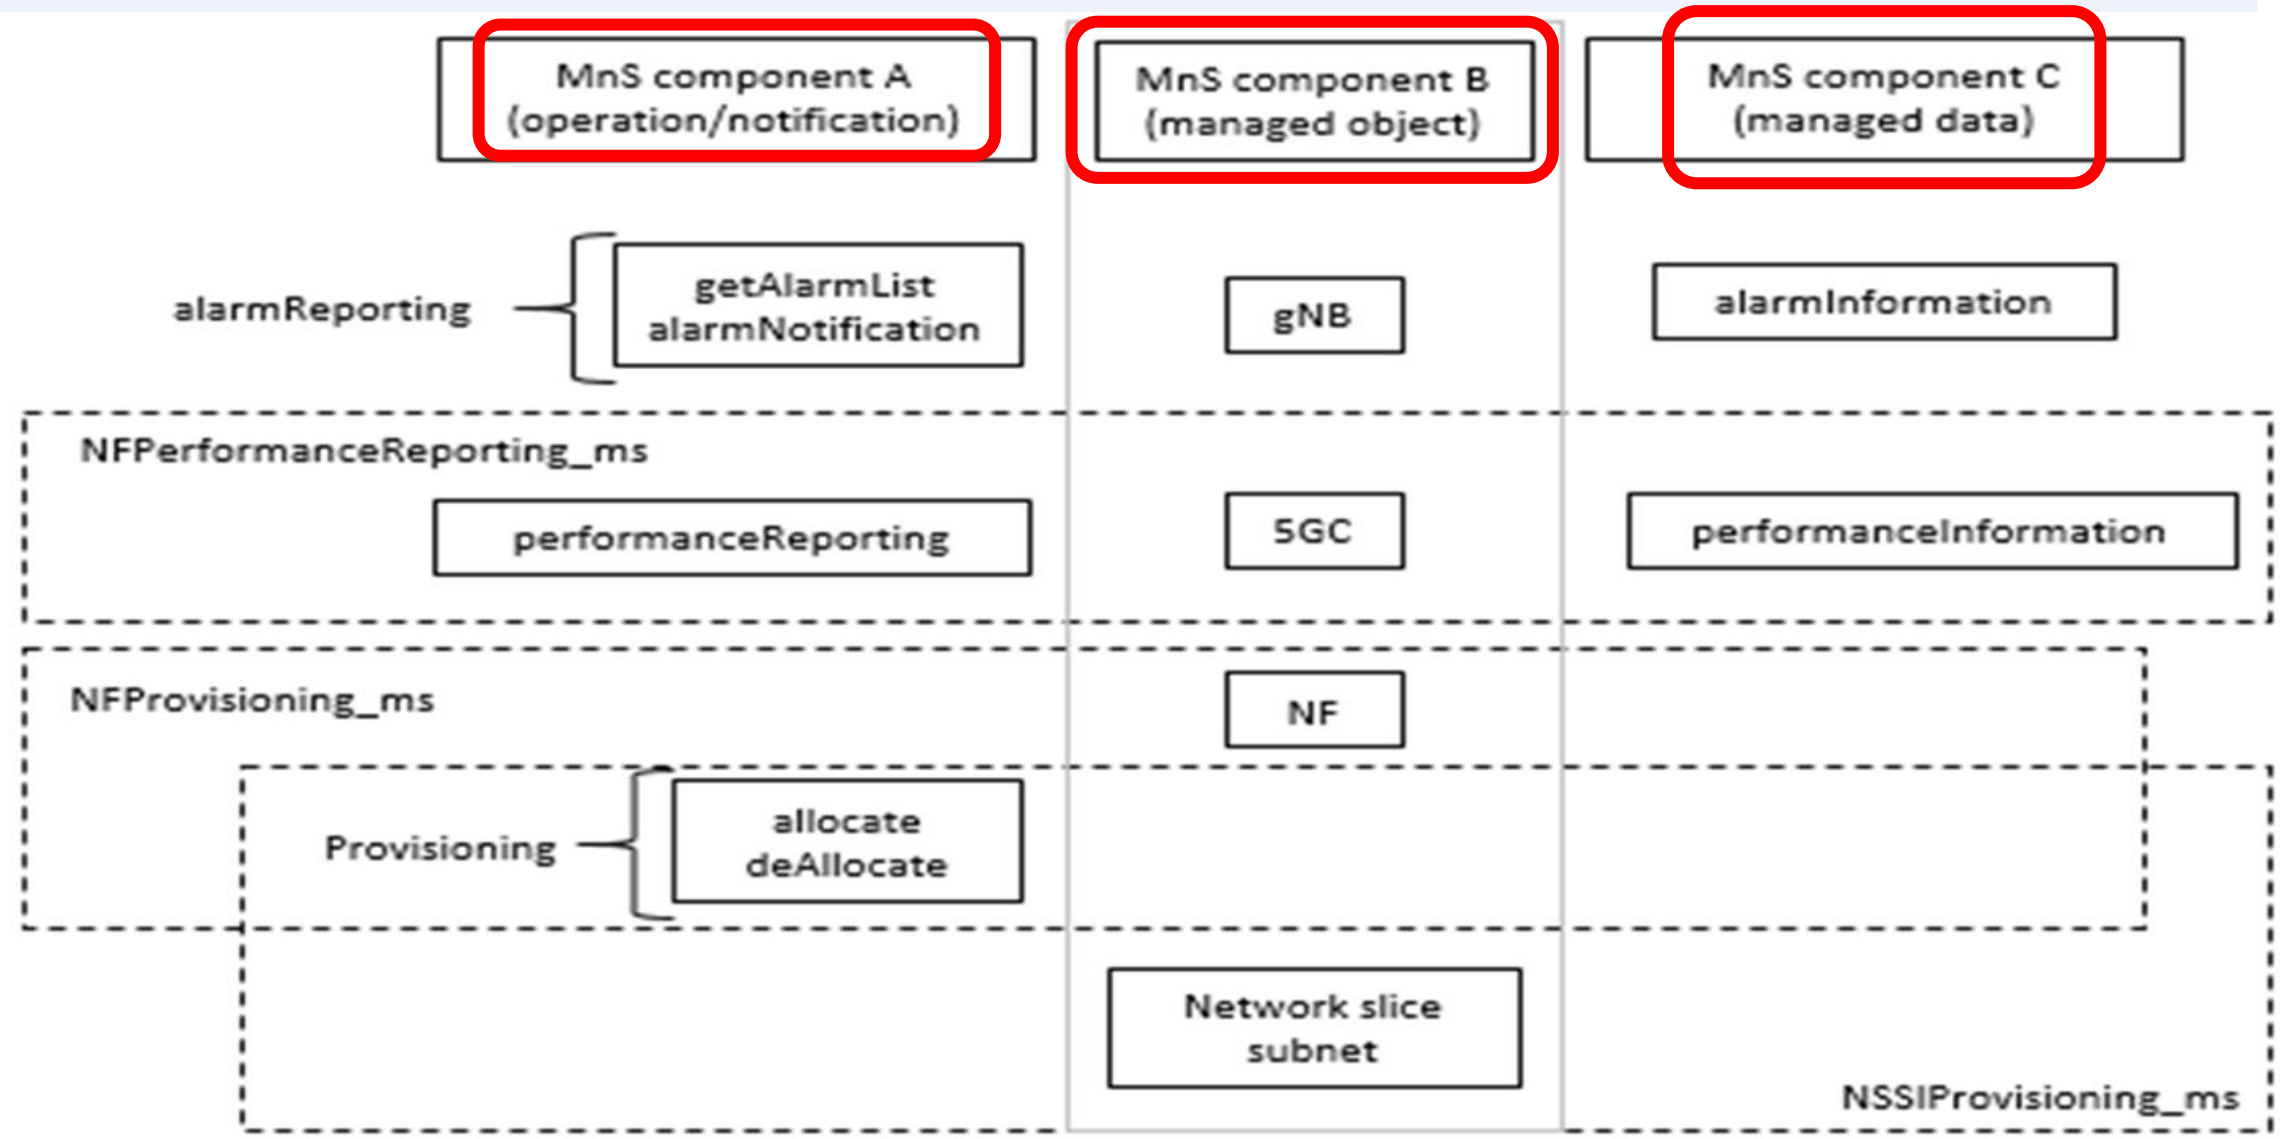 MnS component A
(operation/notification)
MnS component B
(managed object)
MnS component C
(managed data)
alarmReporting
getAlarmList
alarmNotification
gNB
alarmInformation
NFPerformanceReporting_ms
performanceReporting
5GC
performanceInformation
NFProvisioning_ms
NF
Provisioning
allocate
deAllocate
Network slice
subnet
NSSIProvisioning_ms